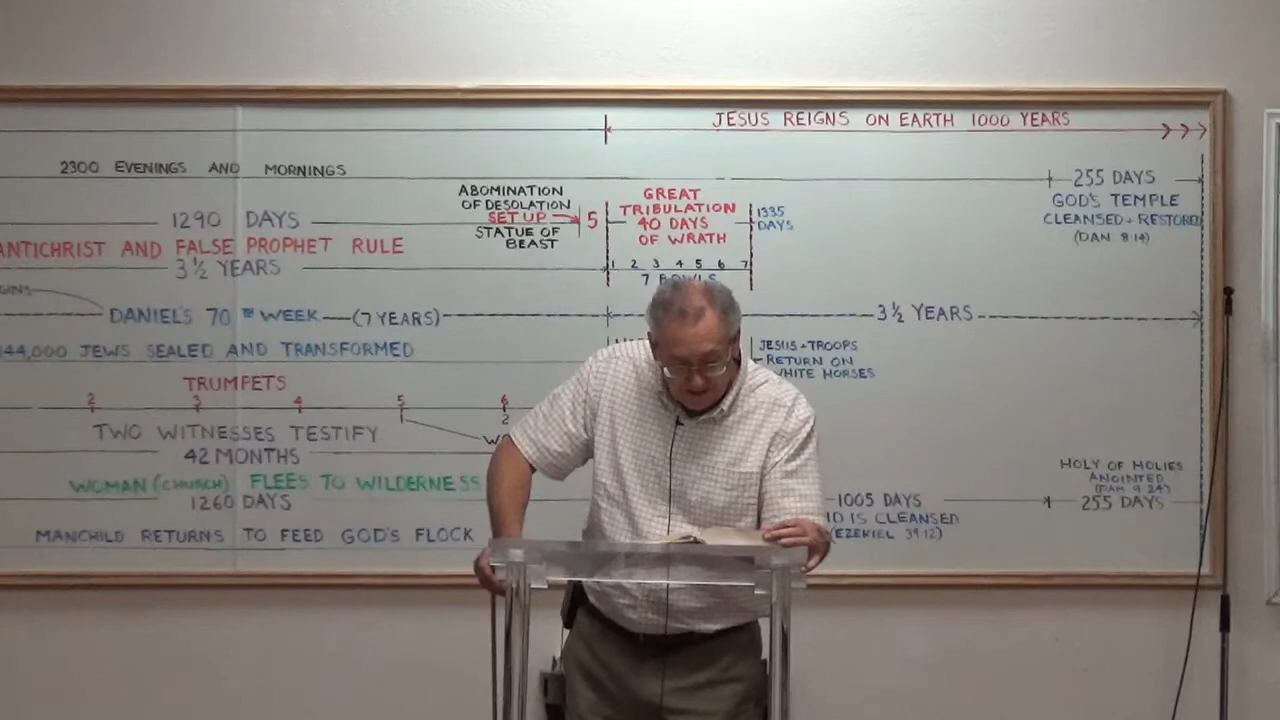 JESUS REIGNS ON EARTH 1000 YEARS
2300 EVENINGS AND MORNINGS
255 DAYS
GOD'S TEMPLE
CLEANSED + RESTORED
(DAN 8:14)
ABOMINATION
OF DESOLATION
SET UP
STATUE OF
BEAST
5
GREAT
TRIBULATION
40 DAYS
OF WRATH
1335
DAYS
1290 DAYS
ANTICHRIST AND FALSE PROPHET RULE
3½ YEARS
1 2 3 4 5 6 7
7 BOWLS
DANIEL'S 70TH WEEK (7 YEARS)
3½ YEARS
144,000 JEWS SEALED AND TRANSFORMED
JESUS + TROOPS
RETURN ON
WHITE HORSES
TRUMPETS
2 3 4 5 6
1 2
TWO WITNESSES TESTIFY
42 MONTHS
WOMAN (CHURCH) FLEES TO WILDERNESS
1260 DAYS
1005 DAYS
IS CLEANSED
(EZEKIEL 39:12)
HOLY OF HOLIES
ANOINTED
(DAN 9:24)
255 DAYS
MANCHILD RETURNS TO FEED GOD'S FLOCK